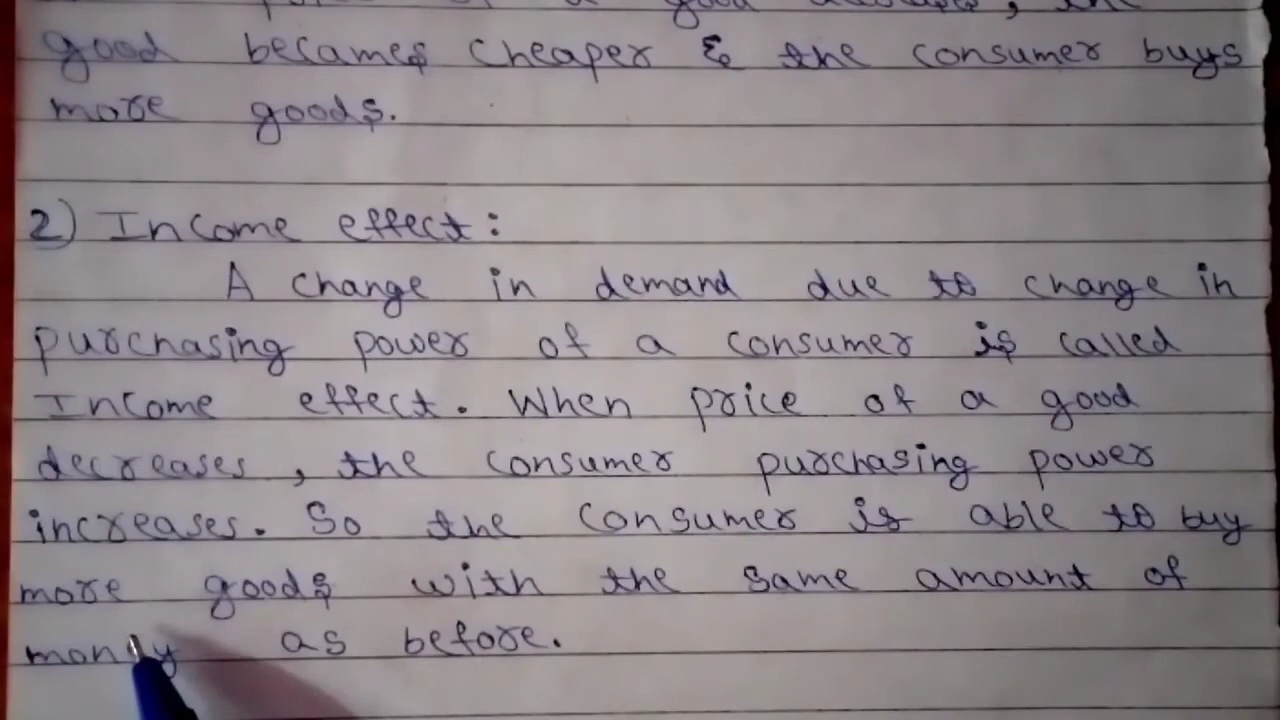 good becames cheaper & the consumer buys
more goods.
2) Income effect:
A change in demand due to change in
purchasing power of a consumer is called
Income effect. When price of a good
decreases, the consumer purchasing power
increases. So the consumer is able to buy
more goods with the same amount of
as before.